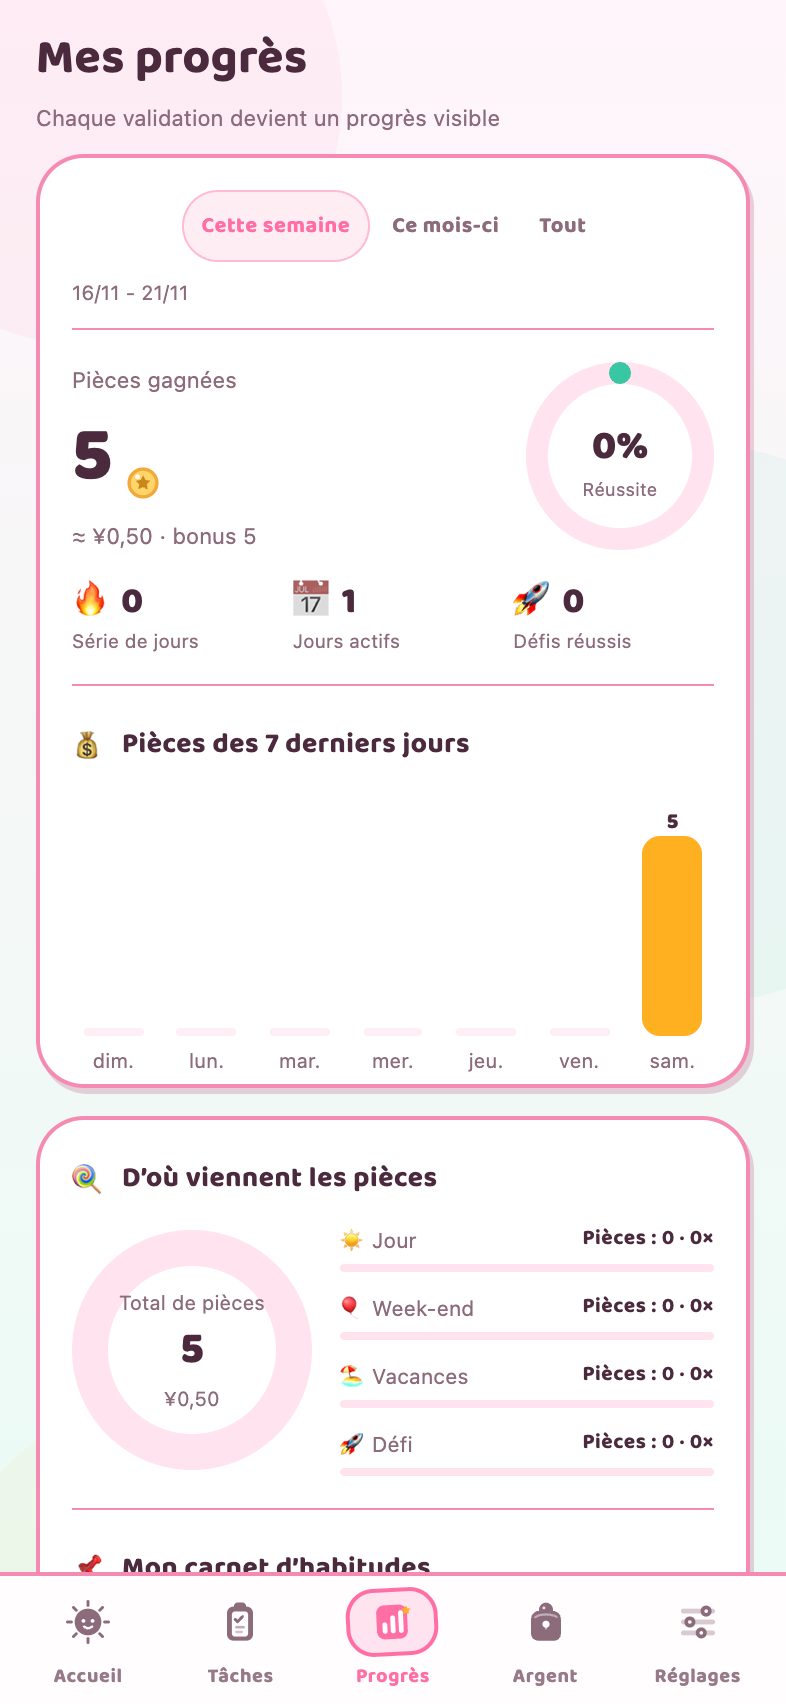 Mes progrès
Chaque validation devient un progrès visible
Cette semaine Ce mois-ci Tout
16/11 - 21/11
Pièces gagnées
5
≈ ¥0,50 · bonus 5
0%
Réussite
0
Série de jours
JUL 17
1
Jours actifs
0
Défis réussis
Pièces des 7 derniers jours
5
dim. lun. mar. mer. jeu. ven. sam.
D’où viennent les pièces
Total de pièces
5
¥0,50
Jour Pièces : 0 · 0×
Week-end Pièces : 0 · 0×
Vacances Pièces : 0 · 0×
Défi Pièces : 0 · 0×
Mon carnet d’habitudes
Accueil Tâches Progrès Argent Réglages